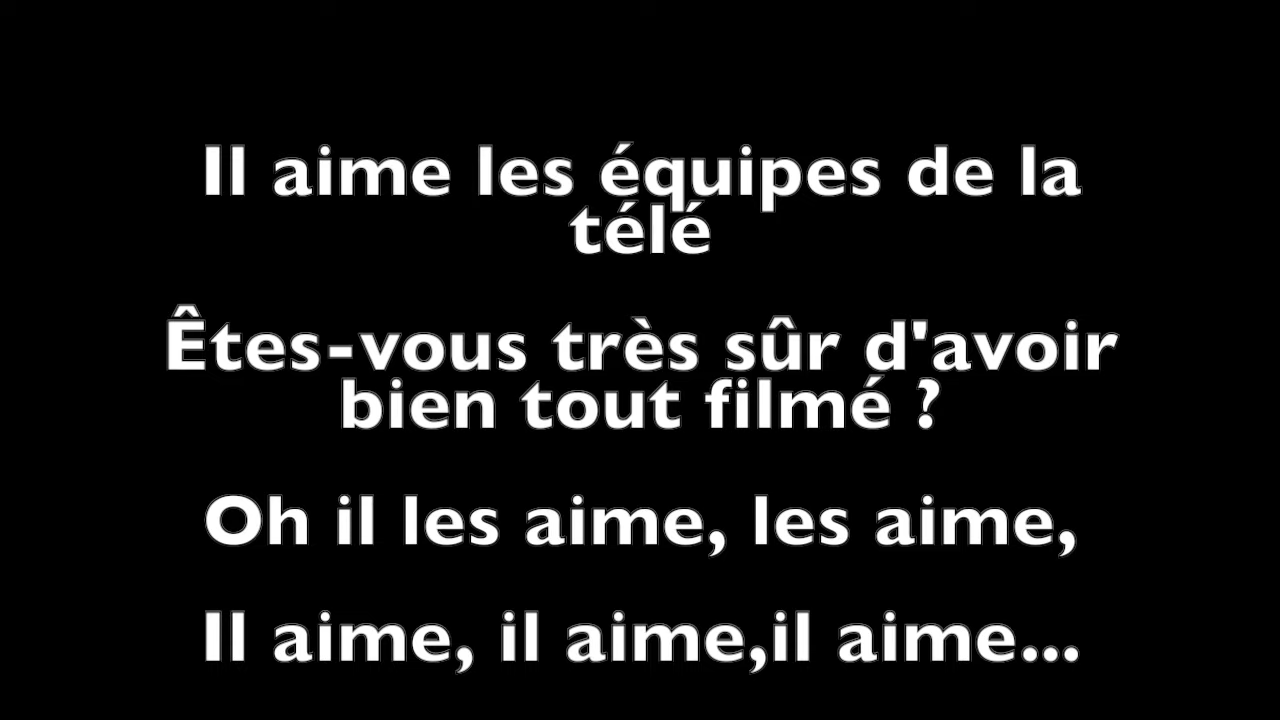 Il aime les équipes de la
télé
Êtes-vous très sûr d'avoir
bien tout filmé ?
Oh il les aime, les aime,
Il aime, il aime,il aime...